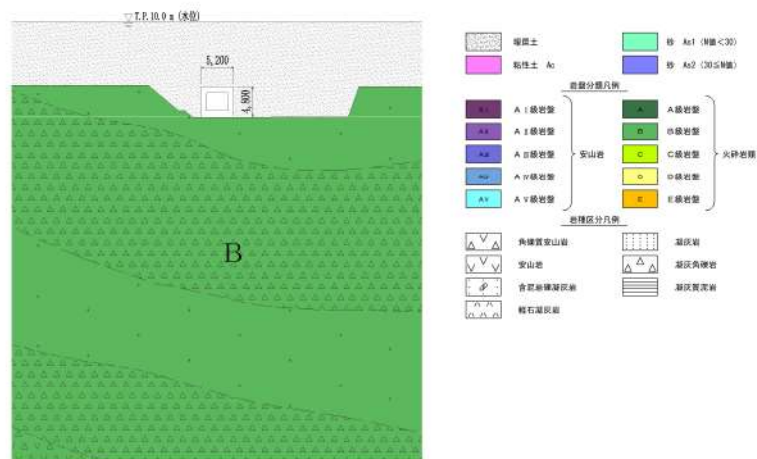 T.P.10.0 m (水位)
5,200
4,800
B
埋戻土
砂 As1 (N値<30)
粘性土 Ac
砂 As2 (30≦N値)
岩盤分類凡例
AⅠ級岩盤
AⅡ級岩盤
AⅢ級岩盤
AⅣ級岩盤
AⅤ級岩盤
安山岩
A A級岩盤
B B級岩盤
C C級岩盤
D D級岩盤
E E級岩盤
火砕岩類
岩種区分凡例
角礫質安山岩
凝灰岩
安山岩
凝灰角礫岩
含泥岩礫凝灰岩
凝灰質泥岩
軽石凝灰岩